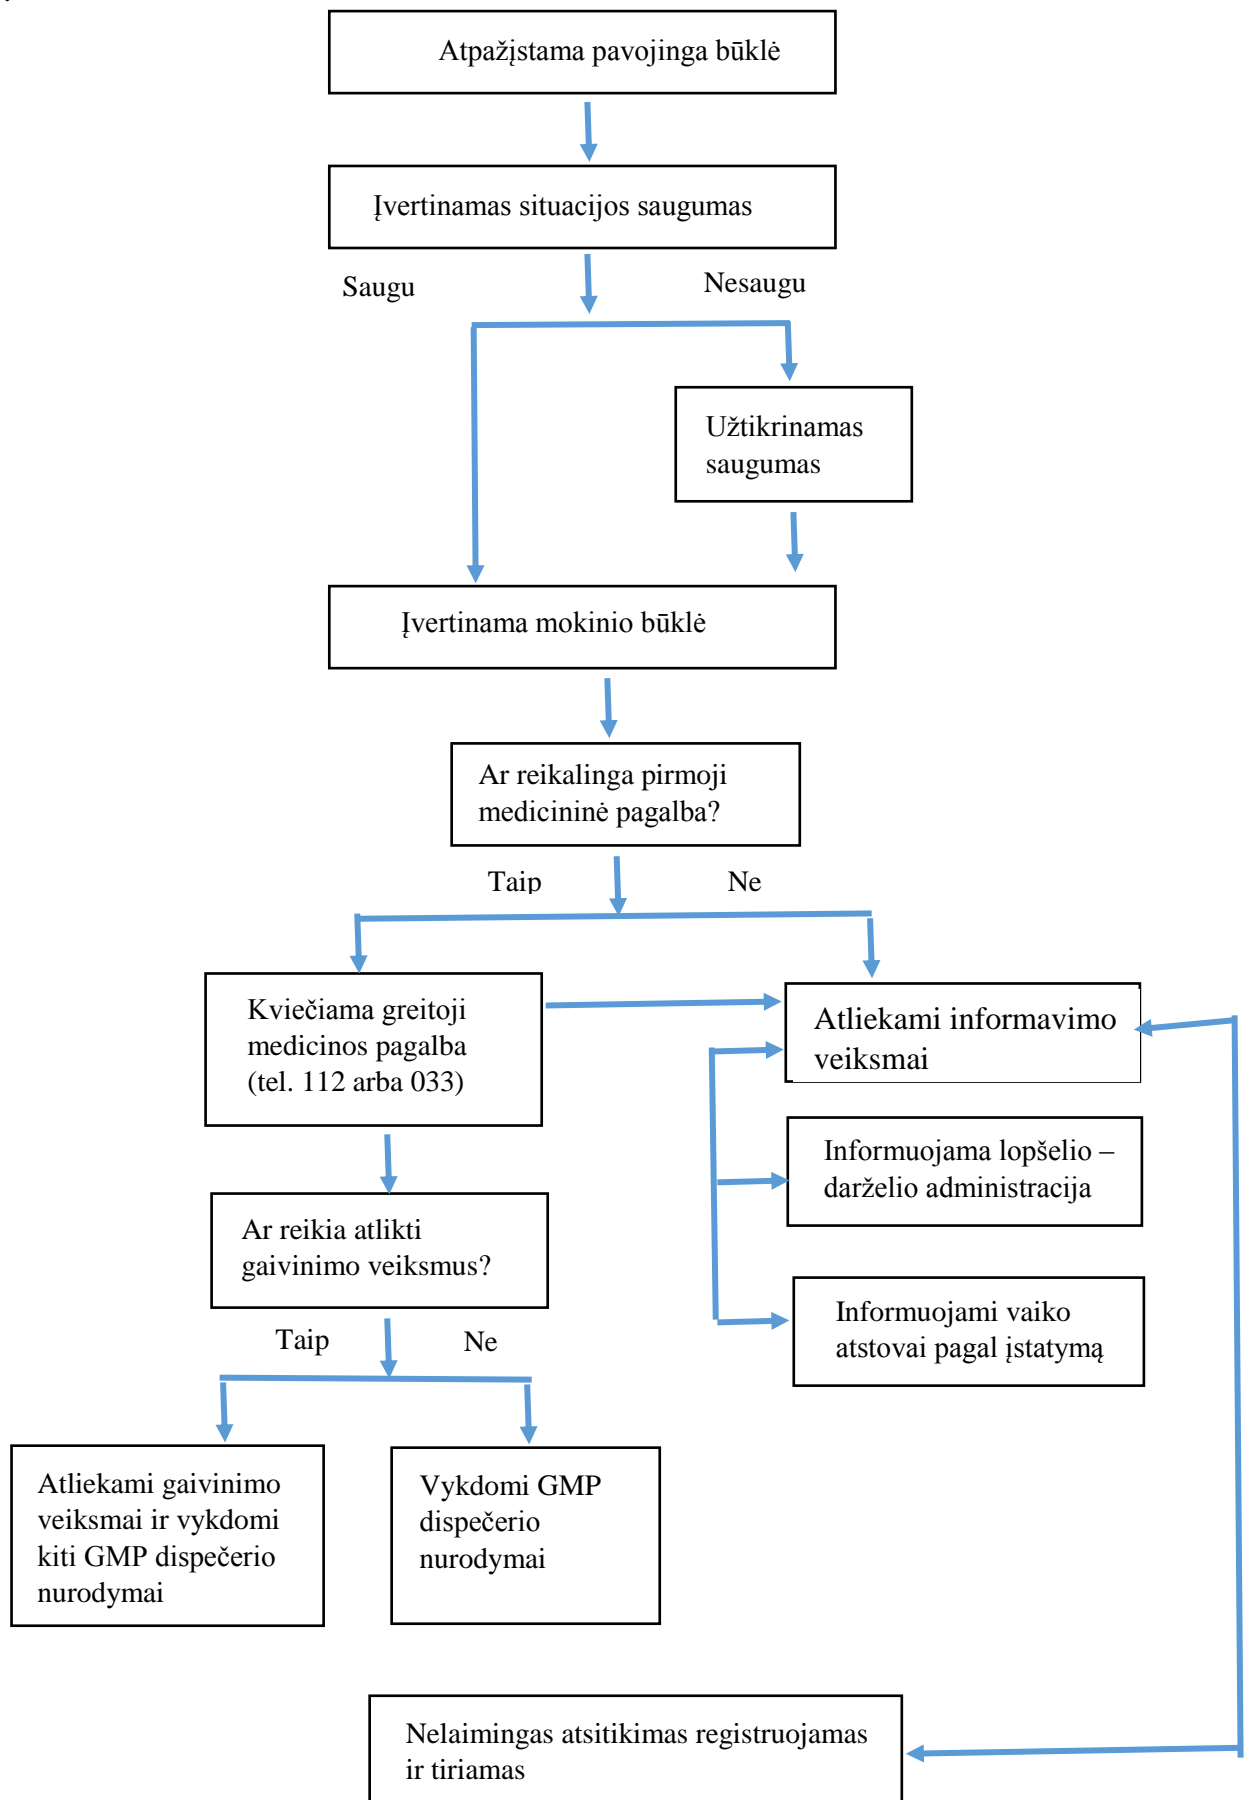 Atpažįstama pavojinga būklė
Įvertinamas situacijos saugumas
Saugu
Nesaugu
Užtikrinamas
saugumas
Įvertinama mokinio būklė
Ar reikalinga pirmoji
medicininė pagalba?
Taip
Ne
Kviečiama greitoji
medicinos pagalba
(tel. 112 arba 033)
Atliekami informavimo
veiksmai
Informuojama lopšelio –
darželio administracija
Ar reikia atlikti
gaivinimo veiksmus?
Informuojami vaiko
atstovai pagal įstatymą
Taip
Ne
Atliekami gaivinimo
veiksmai ir vykdomi
kiti GMP dispečerio
nurodymai
Vykdomi GMP
dispečerio
nurodymai
Nelaimingas atsitikimas registruojamas
ir tiriamas